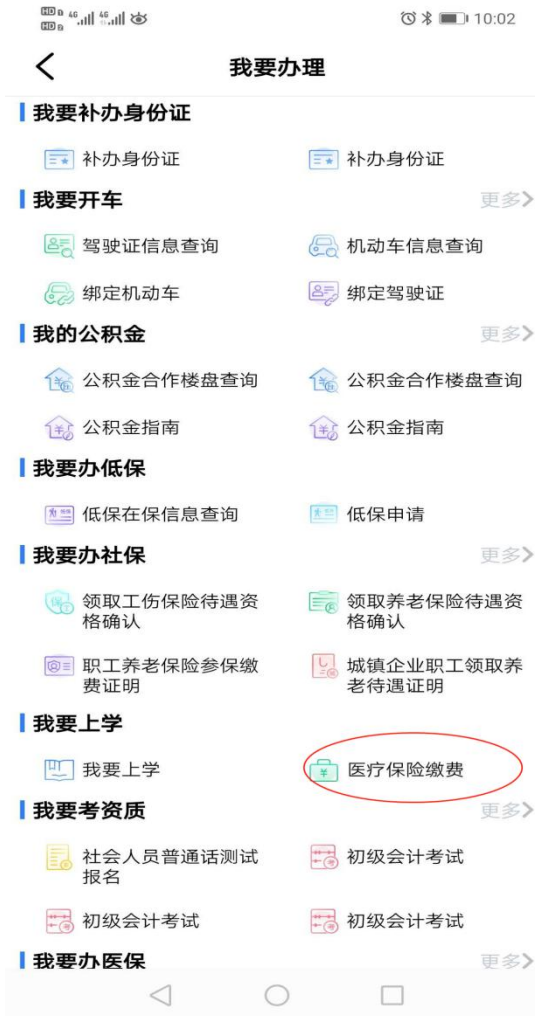 HD B 4G 4G 10:02
HD B
我要办理
我要补办身份证
补办身份证 补办身份证
我要开车 更多
驾驶证信息查询 机动车信息查询
绑定机动车 绑定驾驶证
我的公积金 更多
公积金合作楼盘查询 公积金合作楼盘查询
公积金指南 公积金指南
我要办低保
低保在保信息查询 低保申请
我要办社保 更多
领取工伤保险待遇资 领取养老保险待遇资
格确认 格确认
职工养老保险参保缴 城镇企业职工领取养
费证明 老待遇证明
我要上学
我要上学 医疗保险缴费
我要考资质 更多
社会人员普通话测试 初级会计考试
报名
初级会计考试 初级会计考试
我要办医保 更多